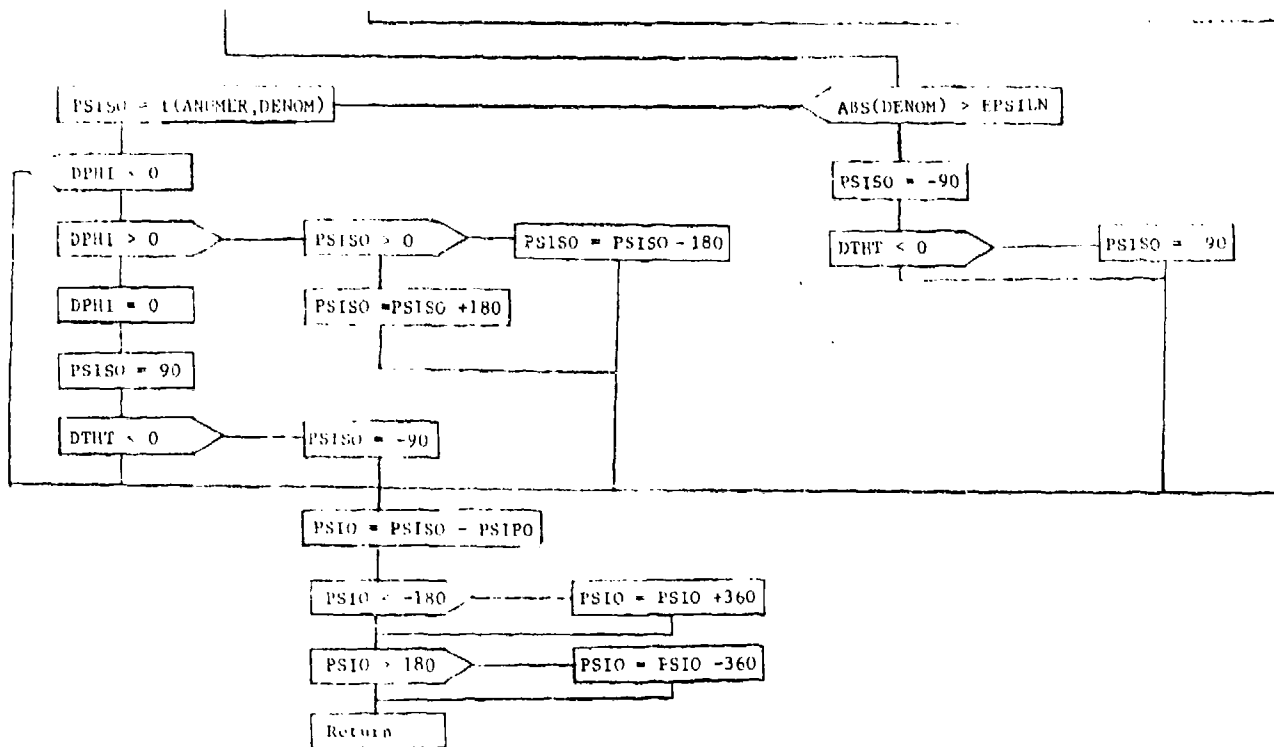 PSISO = f(ANUMER,DENOM)
ABS(DENOM) > EPSILN
DPHI < 0
PSISO = -90
DPHI > 0
PSISO > 0
PSISO = PSISO -180
DTHT < 0
PSISO = 90
DPHI = 0
PSISO =PSISO +180
PSISO = 90
DTHT < 0
PSISO = -90
PSIO = PSISO - PSIPO
PSIO < -180
PSIO = PSIO +360
PSIO > 180
PSIO = PSIO -360
Return